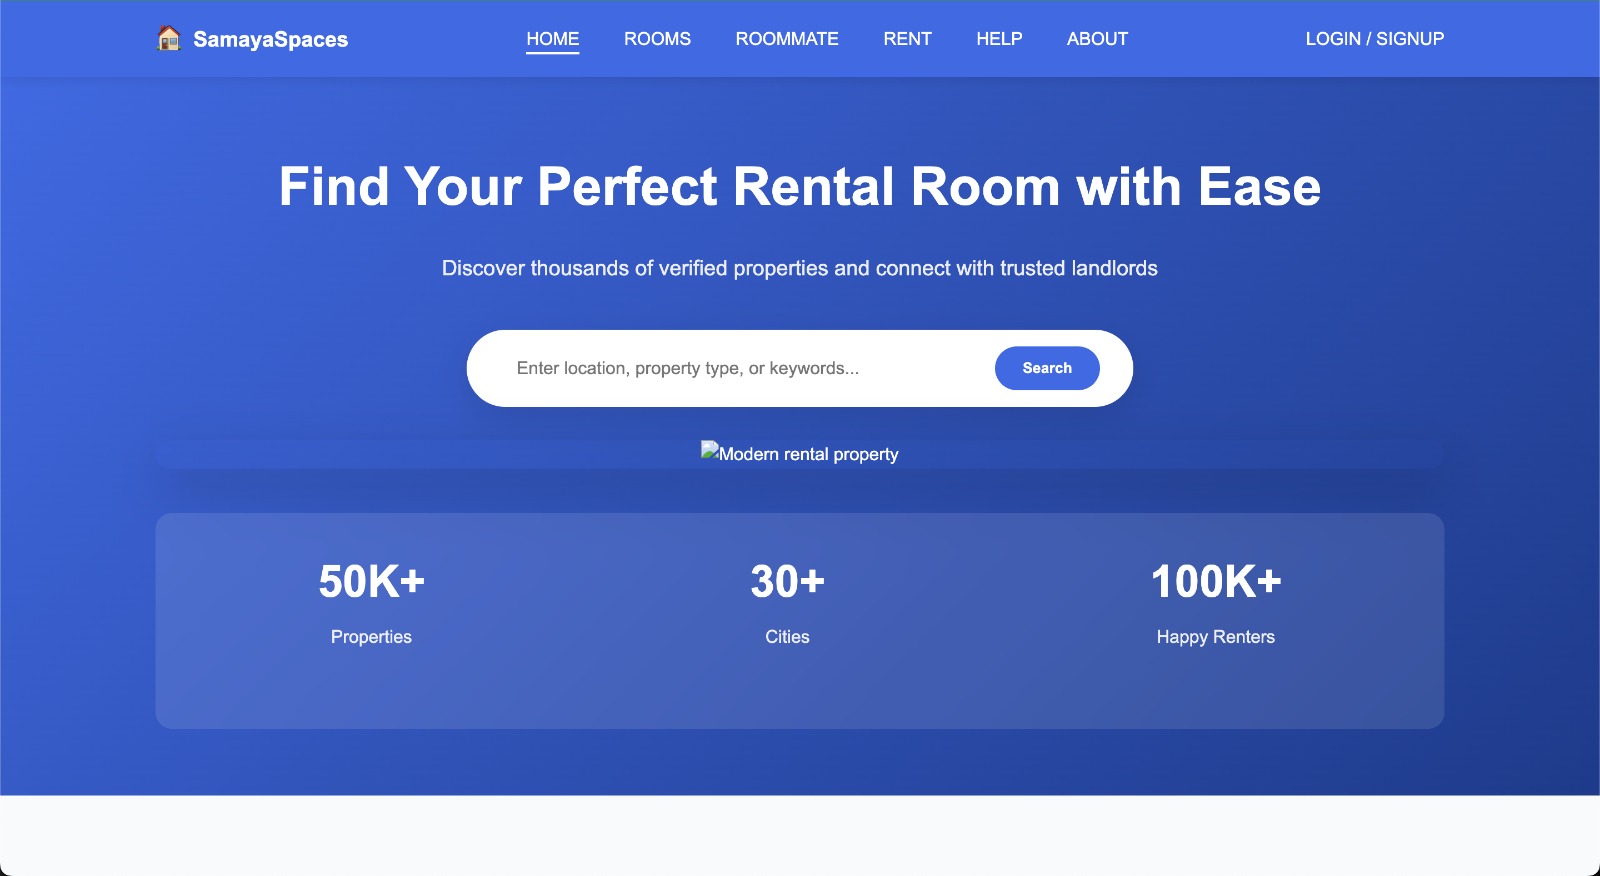 SamayaSpaces
HOME ROOMS ROOMMATE RENT HELP ABOUT
LOGIN / SIGNUP
Find Your Perfect Rental Room with Ease
Discover thousands of verified properties and connect with trusted landlords
Enter location, property type, or keywords... Search
Modern rental property
50K+ 30+ 100K+
Properties Cities Happy Renters